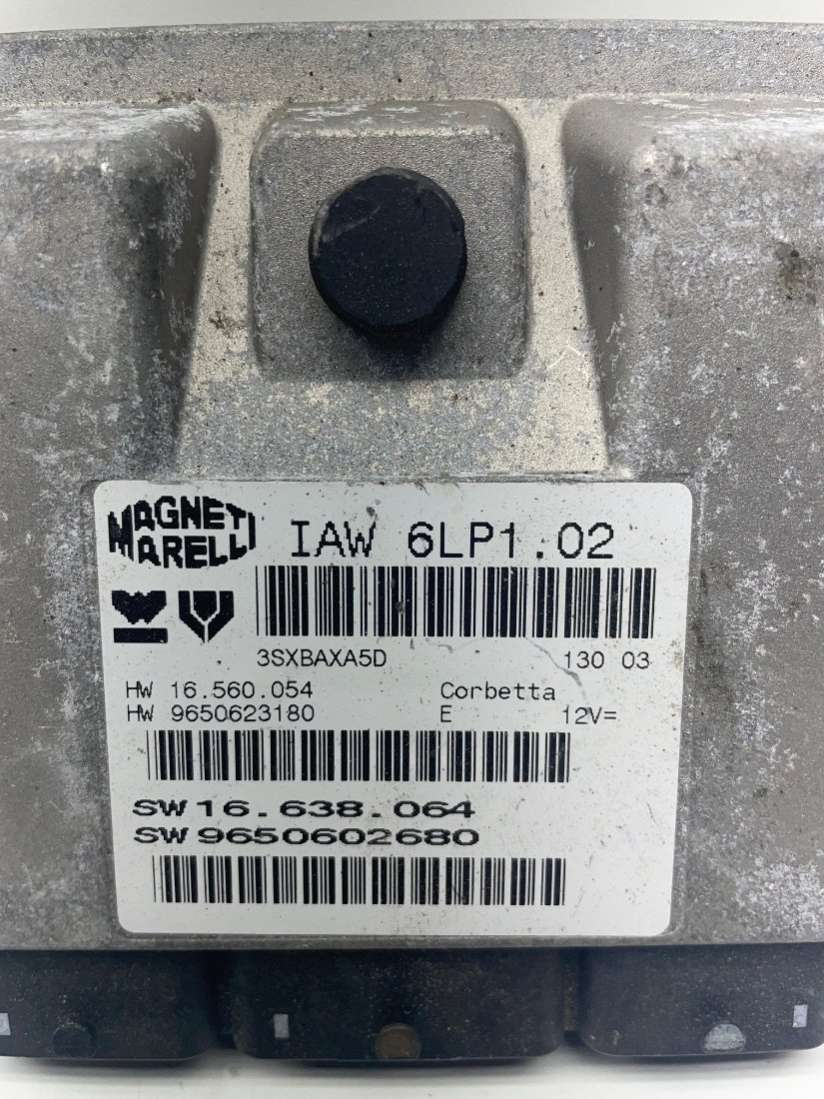 MAGNETI
MARELLI
IAW 6LP1.02
3SXBAXA5D 130 03
HW 16.560.054 Corbetta
HW 9650623180 E 12V=
SW 16.638.064
SW 9650602680